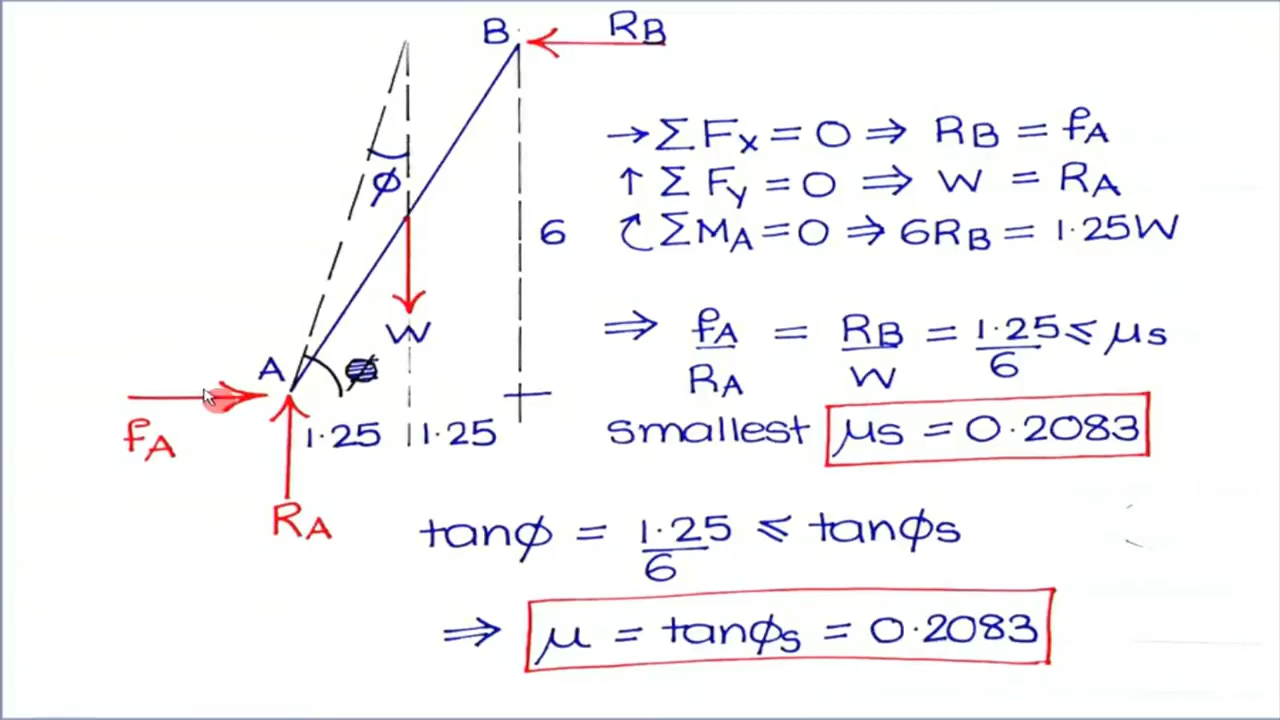 B
RB
→ΣFx = 0 ⇒ RB = fA
ϕ
↑ ΣFy = 0 ⇒ W = RA
6
ΣMA = 0 ⇒ 6RB = 1.25W
W
⇒ fA/RA = RB/W = 1.25/6 ≤ μs
A
fA
1.25
1.25
smallest μs = 0.2083
RA
tanϕ = 1.25/6 ≤ tanϕs
⇒ μ = tanϕs = 0.2083